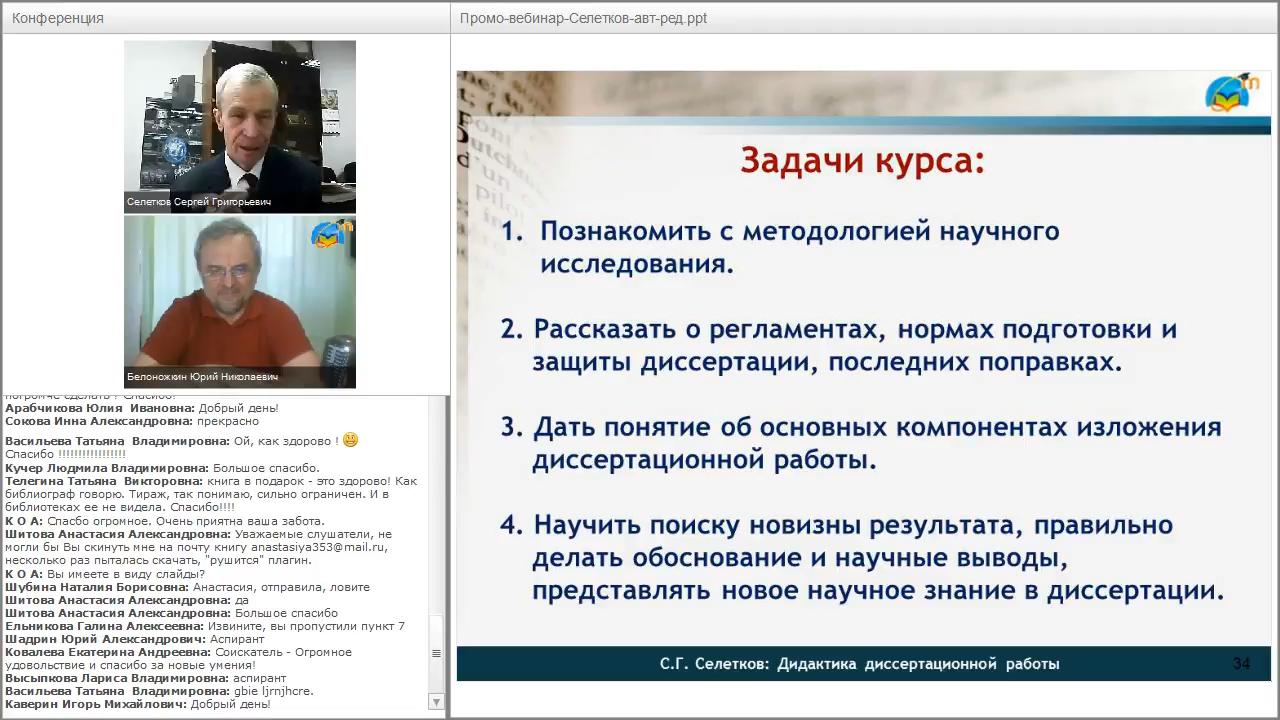 Конференция
Промо-вебинар-Селетков-авт-ред.ppt
Селетков Сергей Григорьевич
Белоножкин Юрий Николаевич
погромче сделать ! Спасибо!
Арабчикова Юлия Ивановна: Добрый день!
Сокова Инна Александровна: прекрасно
Васильева Татьяна Владимировна: Ой, как здорово !
Спасибо !!!!!!!!!!!!!!!!!
Кучер Людмила Владимировна: Большое спасибо.
Телегина Татьяна Викторовна: книга в подарок - это здорово! Как
библиограф говорю. Тираж, так понимаю, сильно ограничен. И в
библиотеках ее не видела. Спасибо!!!!
К О А: Спасбо огромное. Очень приятна ваша забота.
Шитова Анастасия Александровна: Уважаемые слушатели, не
могли бы Вы скинуть мне на почту книгу anastasiya353@mail.ru,
несколько раз пыталась скачать, "рушится" плагин.
К О А: Вы имеете в виду слайды?
Шубина Наталия Борисовна: Анастасия, отправила, ловите
Шитова Анастасия Александровна: да
Шитова Анастасия Александровна: Большое спасибо
Ельникова Галина Алексеевна: Извините, вы пропустили пункт 7
Шадрин Юрий Александрович: Аспирант
Ковалева Екатерина Андреевна: Соискатель - Огромное
удовольствие и спасибо за новые умения!
Высыпкова Лариса Владимировна: аспирант
Васильева Татьяна Владимировна: gbie ljrnjhcre.
Каверин Игорь Михайлович: Добрый день!
Задачи курса:
1. Познакомить с методологией научного
исследования.
2. Рассказать о регламентах, нормах подготовки и
защиты диссертации, последних поправках.
3. Дать понятие об основных компонентах изложения
диссертационной работы.
4. Научить поиску новизны результата, правильно
делать обоснование и научные выводы,
представлять новое научное знание в диссертации.
С.Г. Селетков: Дидактика диссертационной работы
34